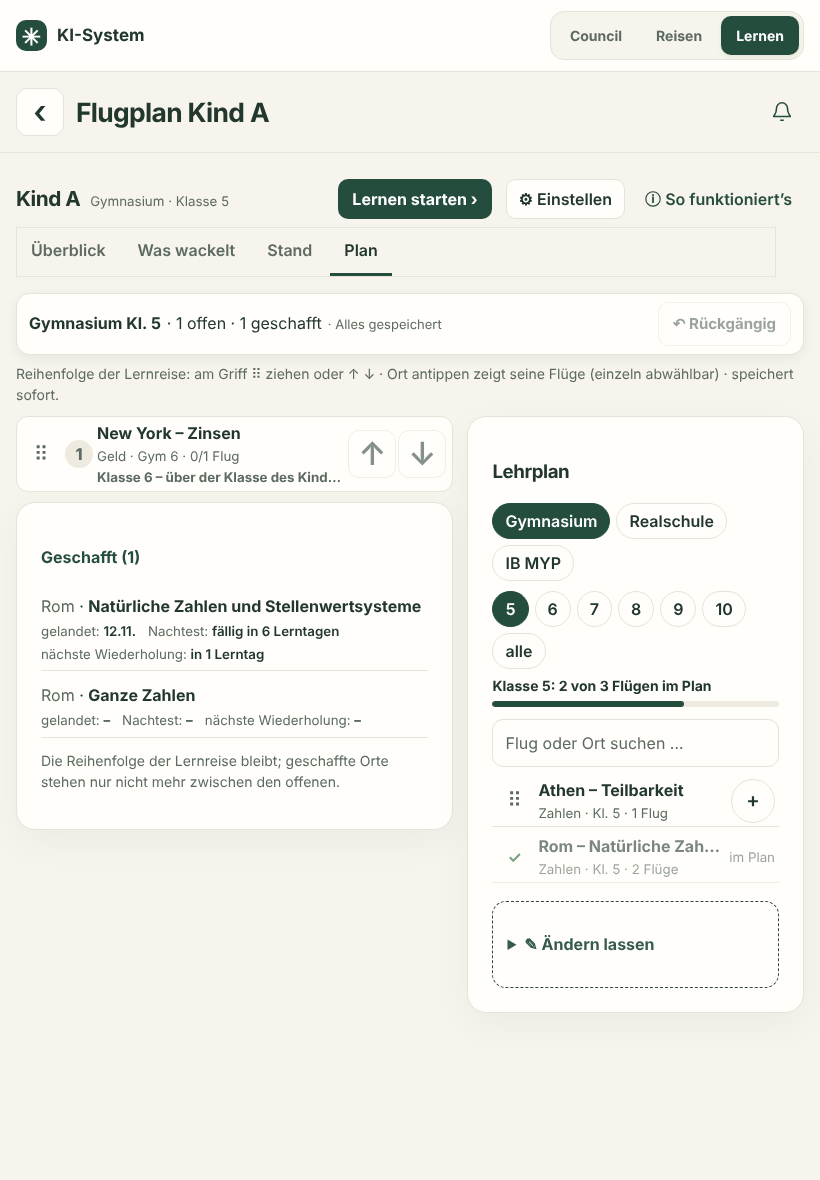 KI-System
Council Reisen Lernen
‹ Flugplan Kind A
Kind A Gymnasium · Klasse 5
Lernen starten › ⚙ Einstellen ⓘ So funktioniert’s
Überblick Was wackelt Stand Plan
Gymnasium Kl. 5 · 1 offen · 1 geschafft · Alles gespeichert
↶ Rückgängig
Reihenfolge der Lernreise: am Griff ⠿ ziehen oder ↑ ↓ · Ort antippen zeigt seine Flüge (einzeln abwählbar) · speichert
sofort.
⠿ 1 New York – Zinsen
Geld · Gym 6 · 0/1 Flug
Klasse 6 – über der Klasse des Kind…
↑ ↓
Geschafft (1)
Rom · Natürliche Zahlen und Stellenwertsysteme
gelandet: 12.11. Nachtest: fällig in 6 Lerntagen
nächste Wiederholung: in 1 Lerntag
Rom · Ganze Zahlen
gelandet: – Nachtest: – nächste Wiederholung: –
Die Reihenfolge der Lernreise bleibt; geschaffte Orte
stehen nur nicht mehr zwischen den offenen.
Lehrplan
Gymnasium Realschule
IB MYP
5 6 7 8 9 10
alle
Klasse 5: 2 von 3 Flügen im Plan
Flug oder Ort suchen …
⠿ Athen – Teilbarkeit +
Zahlen · Kl. 5 · 1 Flug
✓ Rom – Natürliche Zah… im Plan
Zahlen · Kl. 5 · 2 Flüge
▶ ✎ Ändern lassen